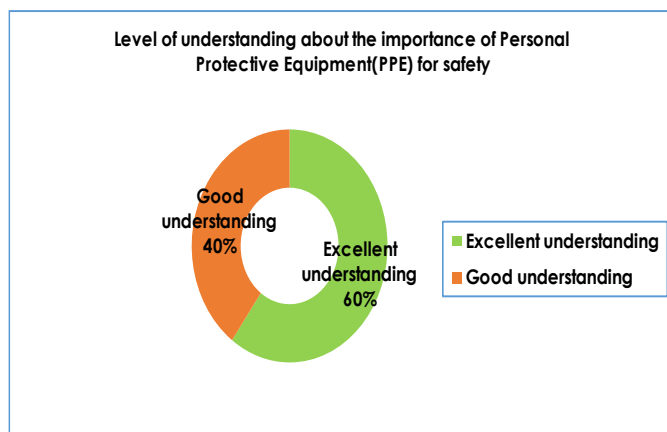 Level of understanding about the importance of Personal
Protective Equipment(PPE) for safety
Good
understanding
40%
Excellent
understanding
60%
Excellent understanding
Good understanding